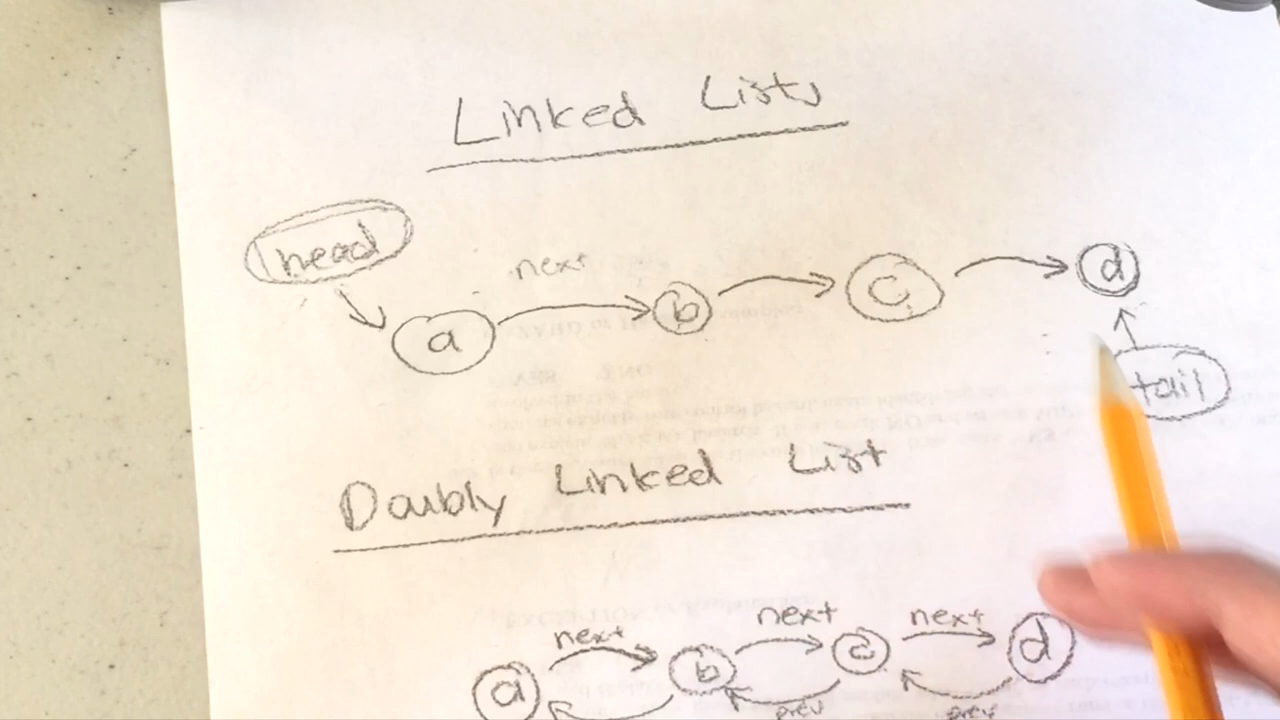 Linked Lists
head
next
a b c d
tail
Doubly Linked List
next next next
a b c d
prev prev